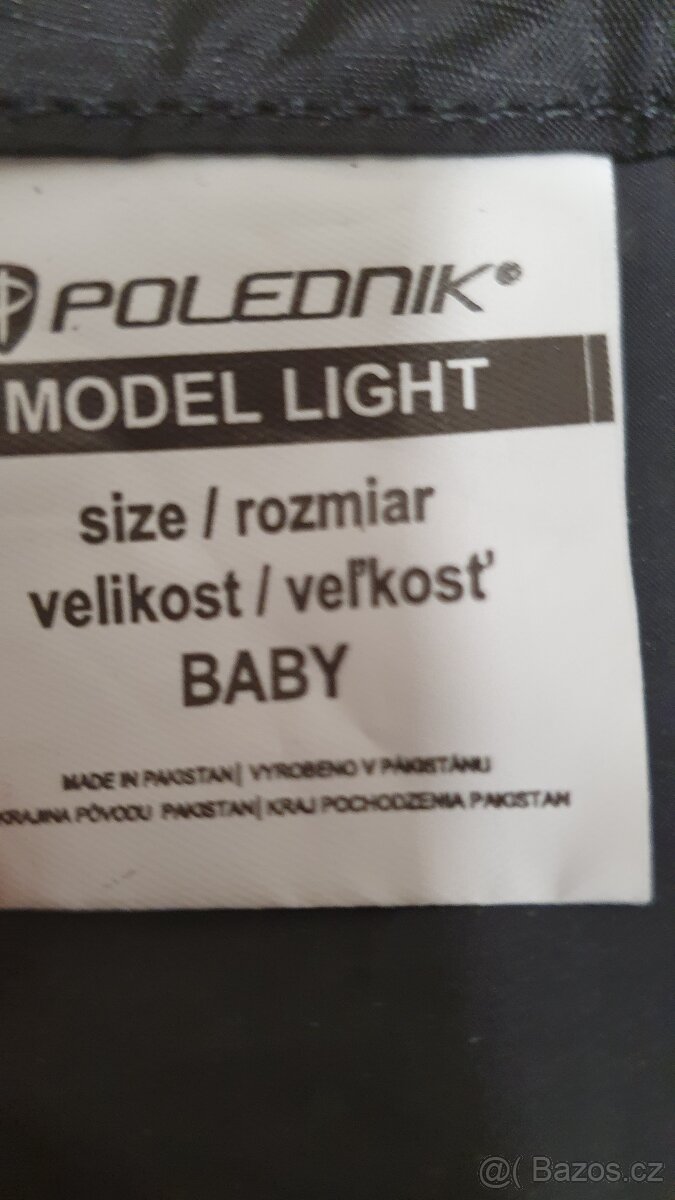 POLEDNIK®
MODEL LIGHT
size / rozmiar
velikost / veľkosť
BABY
MADE IN PAKISTAN| VYROBENO V PÁKISTÁNU
KRAJINA PÔVODU PAKISTAN| KRAJ POCHODZENIA PAKISTAN
@( Bazos.cz